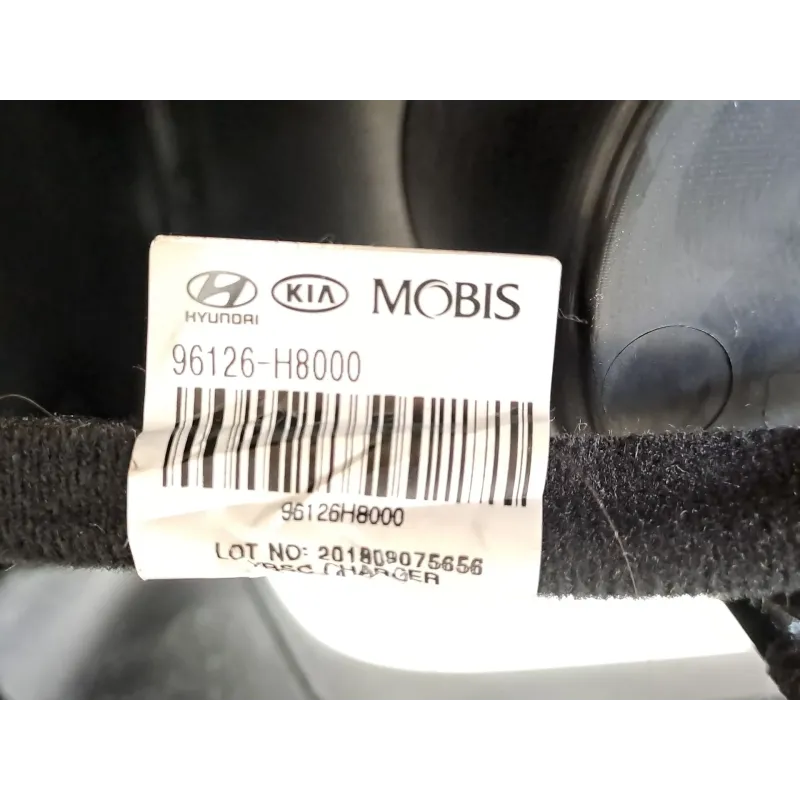 HYUNDAI KIA MOBIS
96126-H8000
96126H8000
LOT NO: 201809075656
CHARGER